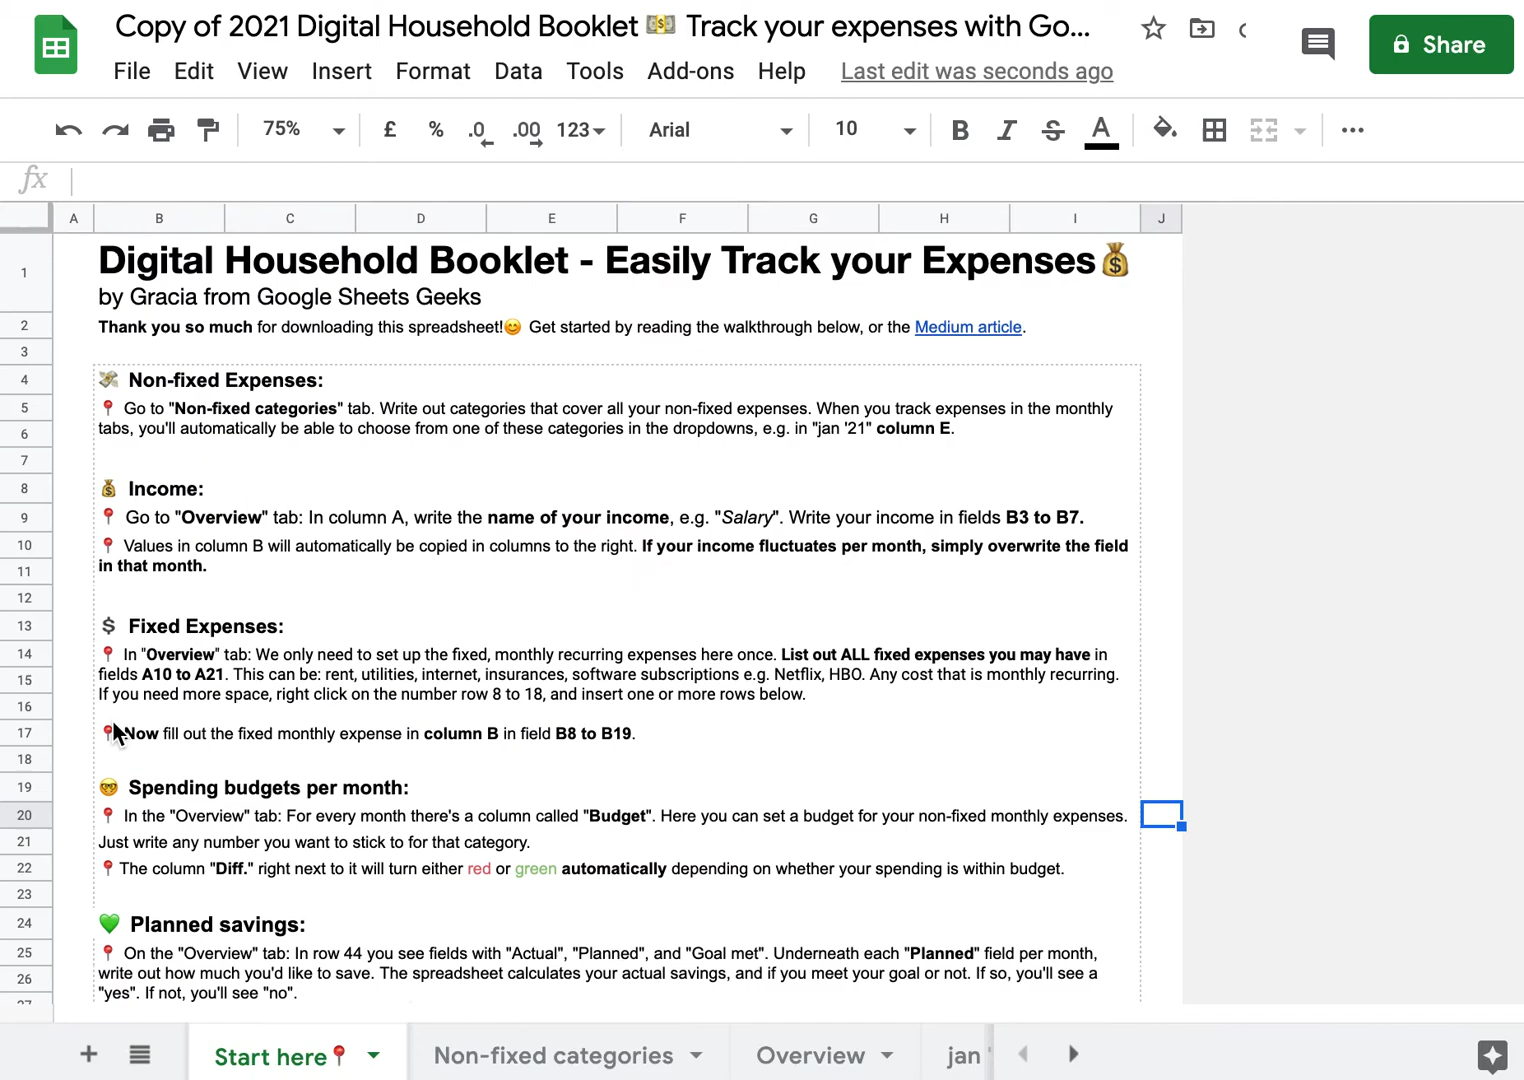 Copy of 2021 Digital Household Booklet 💵 Track your expenses with Go...
Share
File Edit View Insert Format Data Tools Add-ons Help Last edit was seconds ago
75% £ % .0 .00 123 Arial 10 B I S A
fx
A B C D E F G H I J
1
Digital Household Booklet - Easily Track your Expenses💰
by Gracia from Google Sheets Geeks
2 Thank you so much for downloading this spreadsheet!😊 Get started by reading the walkthrough below, or the Medium article.
3
4 💸 Non-fixed Expenses:
5 📍 Go to "Non-fixed categories" tab. Write out categories that cover all your non-fixed expenses. When you track expenses in the monthly
6 tabs, you'll automatically be able to choose from one of these categories in the dropdowns, e.g. in "jan '21" column E.
7
8 💰 Income:
9 📍 Go to "Overview" tab: In column A, write the name of your income, e.g. "Salary". Write your income in fields B3 to B7.
10 📍 Values in column B will automatically be copied in columns to the right. If your income fluctuates per month, simply overwrite the field
11 in that month.
12
13 $ Fixed Expenses:
14 📍 In "Overview" tab: We only need to set up the fixed, monthly recurring expenses here once. List out ALL fixed expenses you may have in
15 fields A10 to A21. This can be: rent, utilities, internet, insurances, software subscriptions e.g. Netflix, HBO. Any cost that is monthly recurring.
16 If you need more space, right click on the number row 8 to 18, and insert one or more rows below.
17 📍 Now fill out the fixed monthly expense in column B in field B8 to B19.
18
19 🤓 Spending budgets per month:
20 📍 In the "Overview" tab: For every month there's a column called "Budget". Here you can set a budget for your non-fixed monthly expenses.
21 Just write any number you want to stick to for that category.
22 📍 The column "Diff." right next to it will turn either red or green automatically depending on whether your spending is within budget.
23
24 💚 Planned savings:
25 📍 On the "Overview" tab: In row 44 you see fields with "Actual", "Planned", and "Goal met". Underneath each "Planned" field per month,
26 write out how much you'd like to save. The spreadsheet calculates your actual savings, and if you meet your goal or not. If so, you'll see a
27 "yes". If not, you'll see "no".
Start here📍 Non-fixed categories Overview jan '